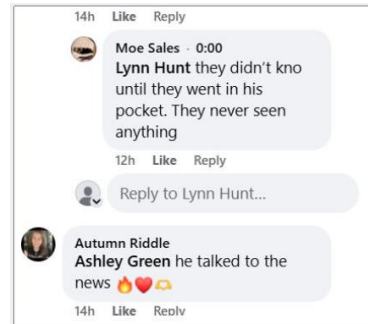 14h Like Reply
Moe Sales · 0:00
Lynn Hunt they didn't kno
until they went in his
pocket. They never seen
anything
12h Like Reply
Reply to Lynn Hunt...
Autumn Riddle
Ashley Green he talked to the
news 🔥❤️🫶
14h Like Reply